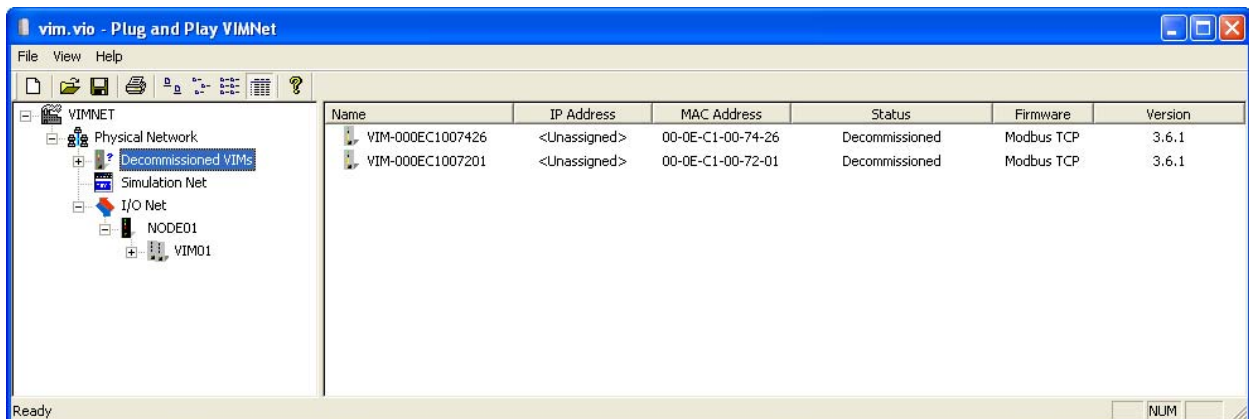 vim.vio - Plug and Play VIMNet
File View Help
VIMNET
Physical Network
Decommissioned VIMs
Simulation Net
I/O Net
NODE01
VIM01
Name IP Address MAC Address Status Firmware Version
VIM-000EC1007426 <Unassigned> 00-0E-C1-00-74-26 Decommissioned Modbus TCP 3.6.1
VIM-000EC1007201 <Unassigned> 00-0E-C1-00-72-01 Decommissioned Modbus TCP 3.6.1
Ready NUM